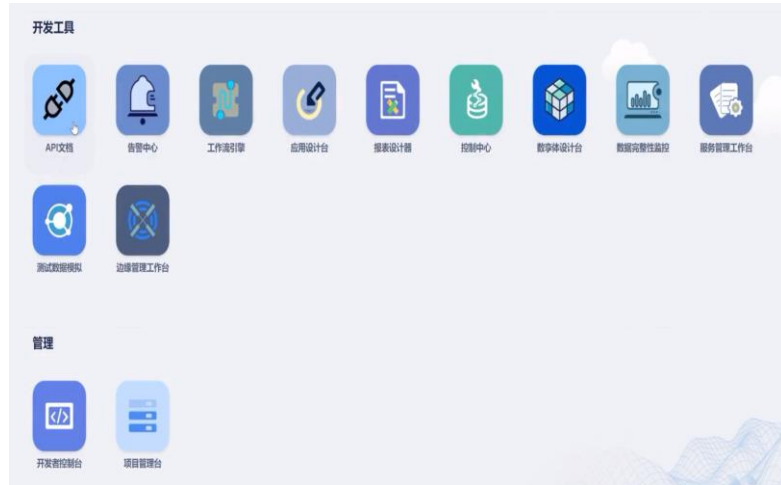 开发工具
API文档
告警中心
工作流引擎
应用设计台
报表设计器
控制中心
数孪体设计台
数据完整性监控
服务管理工作台
测试数据模拟
边缘管理工作台
管理
开发者控制台
项目管理台